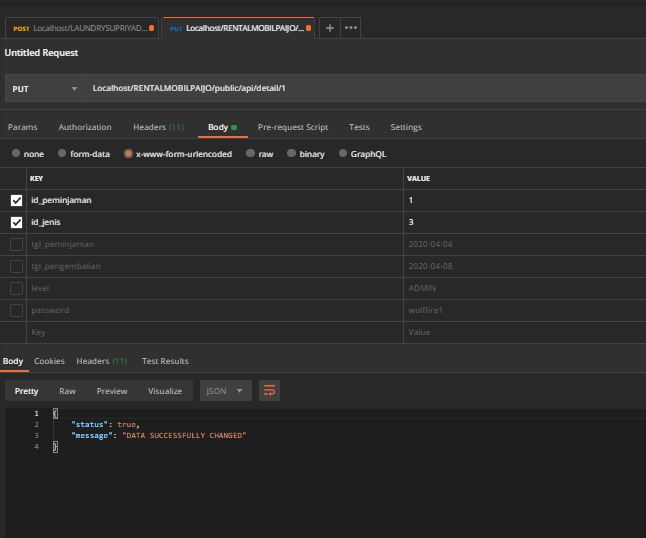 POST Localhost/LAUNDRYSUPRIYAD... PUT Localhost/RENTALMOBILPAIJO/... + •••
Untitled Request
PUT Localhost/RENTALMOBILPAIJO/public/api/detail/1
Params Authorization Headers (11) Body Pre-request Script Tests Settings
none form-data x-www-form-urlencoded raw binary GraphQL
KEY VALUE
id_peminjaman 1
id_jenis 3
tgl_peminjaman 2020-04-04
tgl_pengembalian 2020-04-08
level ADMIN
password wolffire1
Key Value
Body Cookies Headers (11) Test Results
Pretty Raw Preview Visualize JSON
1 {
2 "status": true,
3 "message": "DATA SUCCESSFULLY CHANGED"
4 }